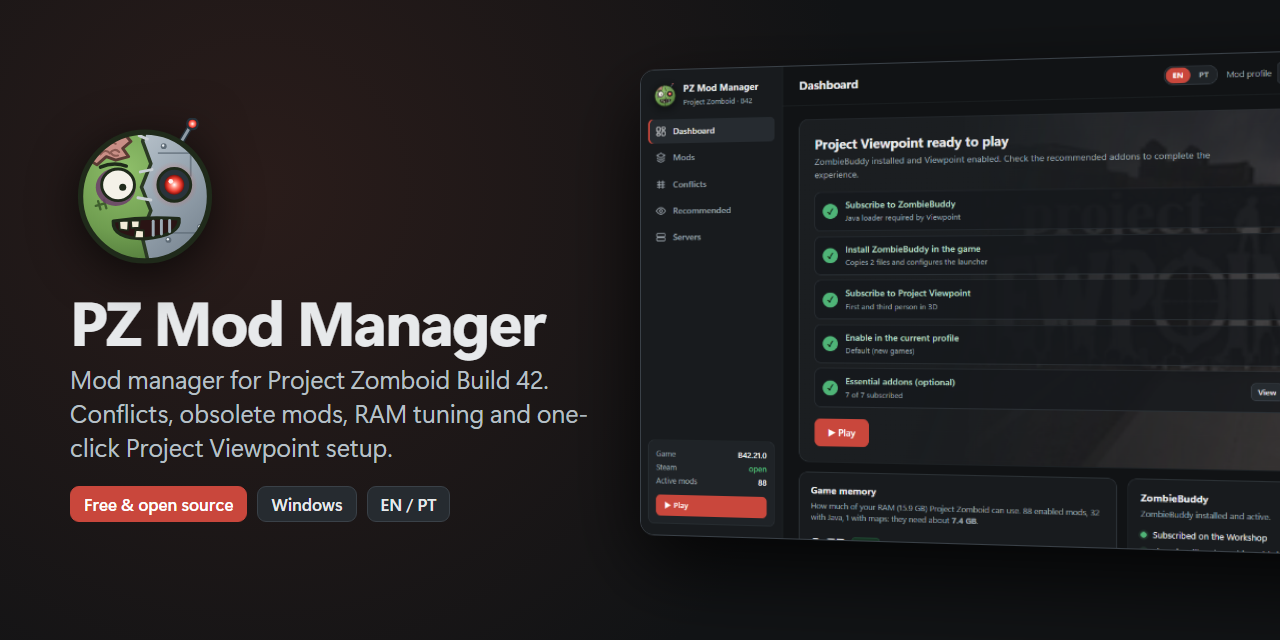 PZ Mod Manager
Mod manager for Project Zomboid Build 42.
Conflicts, obsolete mods, RAM tuning and one-
click Project Viewpoint setup.
Free & open source
Windows
EN / PT
PZ Mod Manager
Project Zomboid · B42
Dashboard
Mods
Conflicts
Recommended
Servers
Game B42.21.0
Steam open
Active mods 88
▶ Play
Dashboard
EN PT
Mod profile
Project Viewpoint ready to play
ZombieBuddy installed and Viewpoint enabled. Check the recommended addons to complete the
experience.
Subscribe to ZombieBuddy
Java loader required by Viewpoint
Install ZombieBuddy in the game
Copies 2 files and configures the launcher
Subscribe to Project Viewpoint
First and third person in 3D
Enable in the current profile
Default (new games)
Essential addons (optional)
7 of 7 subscribed
View
▶ Play
project
Game memory
How much of your RAM (15.9 GB) Project Zomboid can use. 88 enabled mods, 32
with Java, 1 with maps: they need about 7.4 GB.
ZombieBuddy
ZombieBuddy installed and active.
Subscribed on the Workshop